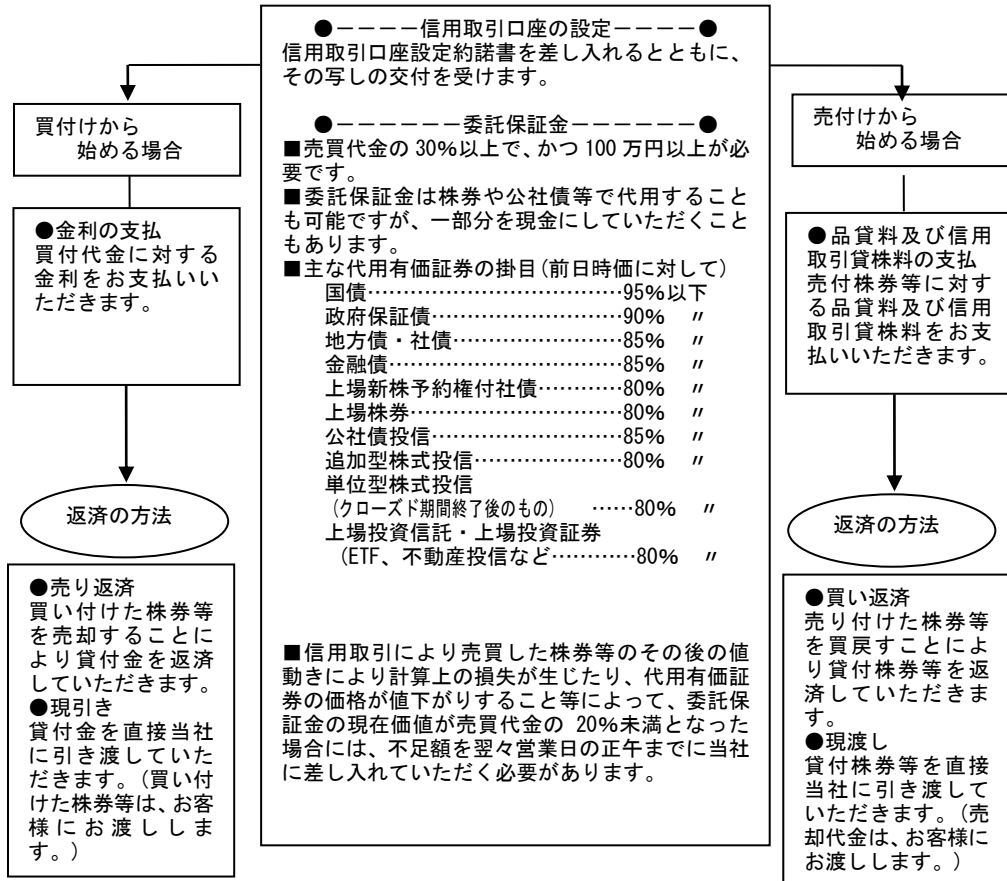 ●－－－－信用取引口座の設定－－－－●
信用取引口座設定約諾書を差し入れるとともに、
その写しの交付を受けます。
●－－－－－－委託保証金－－－－－－●
■売買代金の 30％以上で、かつ 100 万円以上が必
要です。
■委託保証金は株券や公社債等で代用すること
も可能ですが、一部分を現金にしていただくこと
もあります。
■主な代用有価証券の掛目(前日時価に対して)
国債……………………………95％以下
政府保証債……………………90％　〃
地方債・社債…………………85％　〃
金融債…………………………85％　〃
上場新株予約権付社債………80％　〃
上場株券………………………80％　〃
公社債投信……………………85％　〃
追加型株式投信………………80％　〃
単位型株式投信
(クローズド期間終了後のもの)　……80％　〃
上場投資信託・上場投資証券
(ETF、不動産投信など…………80％　〃
■信用取引により売買した株券等のその後の値
動きにより計算上の損失が生じたり、代用有価証
券の価格が値下がりすること等によって、委託保
証金の現在価値が売買代金の 20％未満となった
場合には、不足額を翌々営業日の正午までに当社
に差し入れていただく必要があります。
買付けから
始める場合
●金利の支払
買付代金に対する
金利をお支払いい
ただきます。
返済の方法
●売り返済
買い付けた株券等
を売却することに
より貸付金を返済
していただきます。
●現引き
貸付金を直接当社
に引き渡していた
だきます。(買い付
けた株券等は、お客
様にお渡ししま
す。)
売付けから
始める場合
●品貸料及び信用
取引貸株料の支払
売付株券等に対す
る品貸料及び信用
取引貸株料をお支
払いいただきます。
返済の方法
●買い返済
売り付けた株券等
を買戻すことによ
り貸付株券等を返
済していただきま
す。
●現渡し
貸付株券等を直接
当社に引き渡して
いただきます。(売
却代金は、お客様に
お渡しします。)